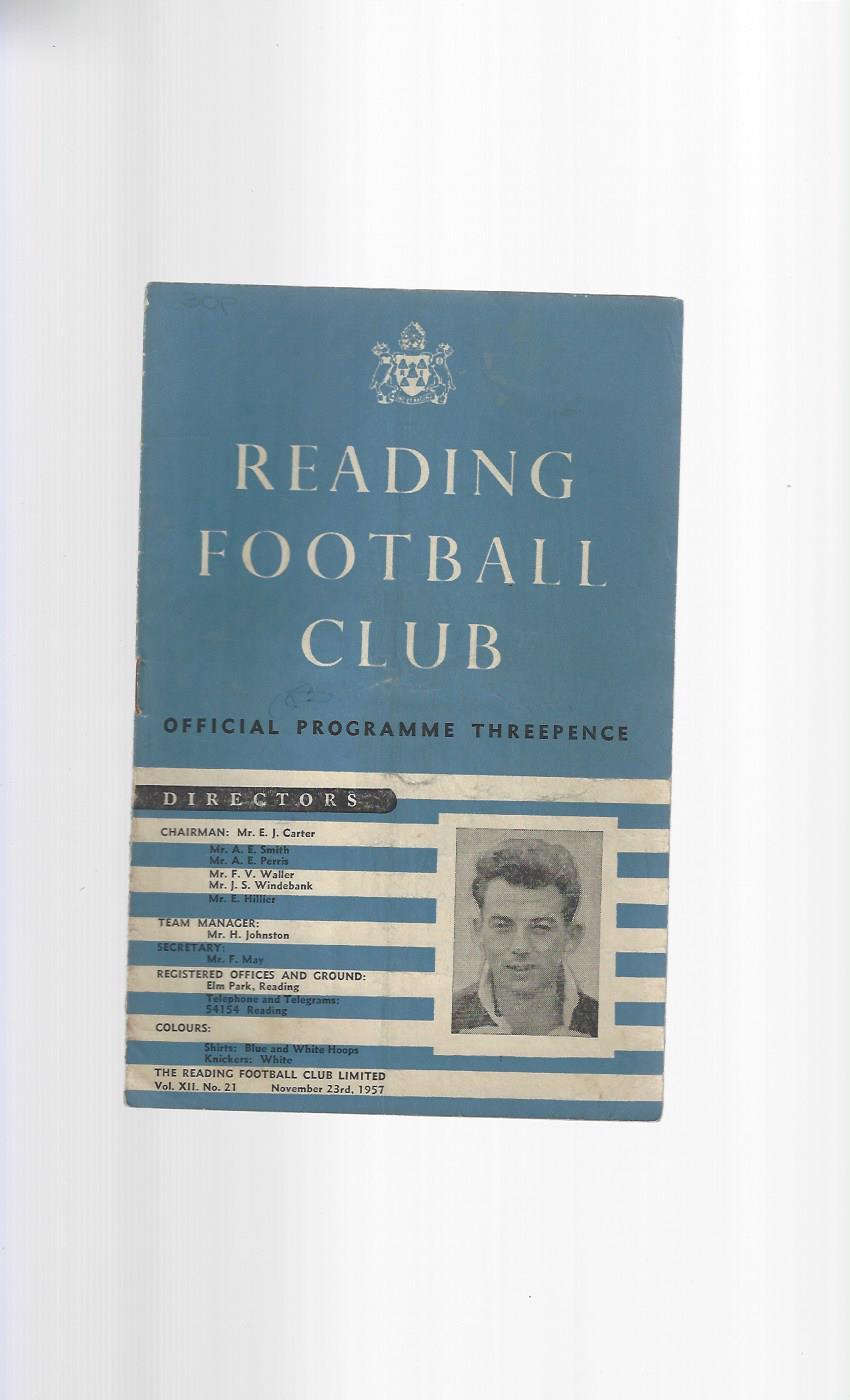 30P
READING
FOOTBALL
CLUB
OFFICIAL PROGRAMME THREEPENCE
DIRECTORS
CHAIRMAN: Mr. E. J. Carter
Mr. A. E. Smith
Mr. A. E. Perris
Mr. F. V. Waller
Mr. J. S. Windebank
Mr. E. Hillier
TEAM MANAGER:
Mr. H. Johnston
SECRETARY:
Mr. F. May
REGISTERED OFFICES AND GROUND:
Elm Park, Reading
Telephone and Telegrams:
54154 Reading
COLOURS:
Shirts: Blue and White Hoops
Knickers: White
THE READING FOOTBALL CLUB LIMITED
Vol. XII. No. 21 November 23rd, 1957